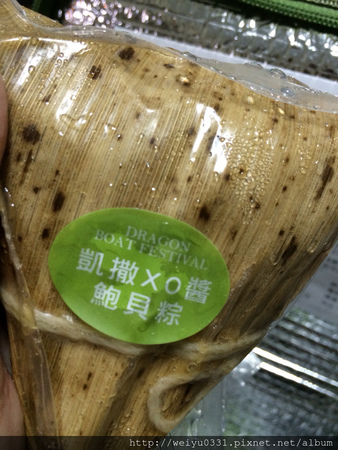 DRAGON
BOAT FESTIVAL
凱撒XO醬
鮑貝粽
http://weiyu0331.pixnet.net/album